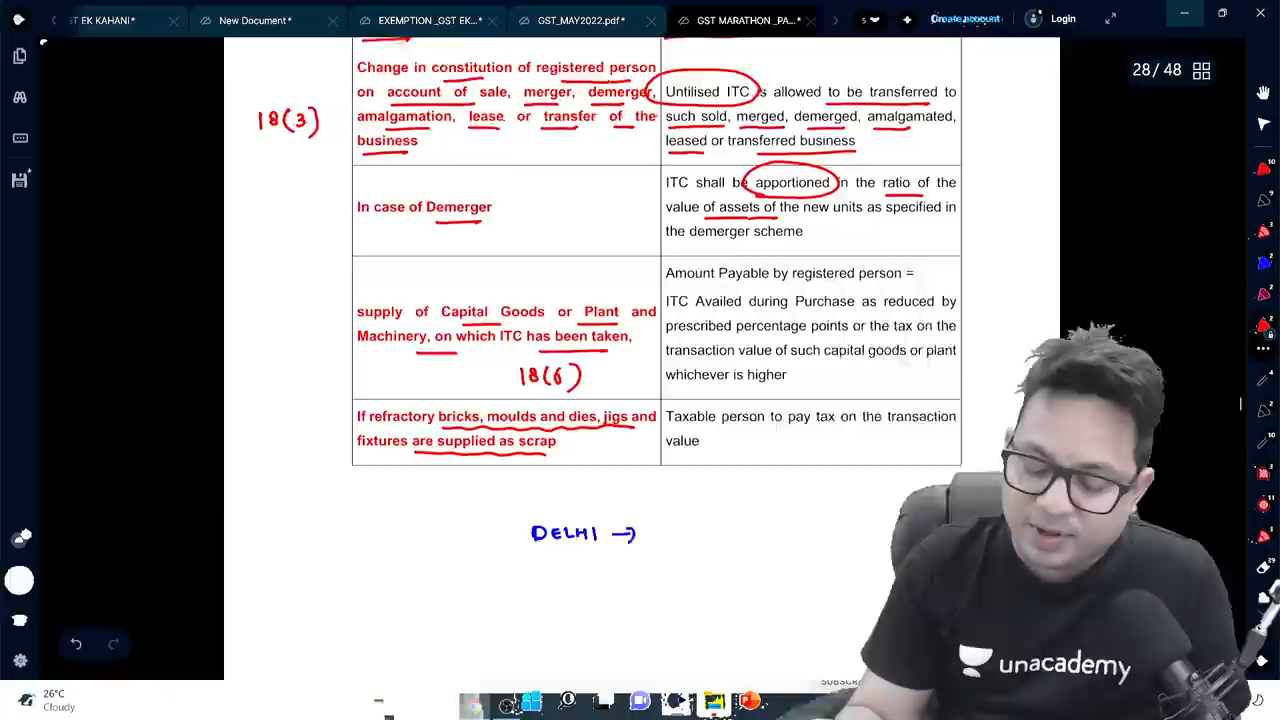 GST EK KAHANI*
New Document*
EXEMPTION _GST EK...*
GST_MAY2022.pdf*
GST MARATHON _PA...*
5
Create account
Login
28 / 48
Change in constitution of registered person
on account of sale, merger, demerger,
amalgamation, lease or transfer of the
business
18(3)
Untilised ITC is allowed to be transferred to
such sold, merged, demerged, amalgamated,
leased or transferred business
In case of Demerger
ITC shall be apportioned in the ratio of the
value of assets of the new units as specified in
the demerger scheme
supply of Capital Goods or Plant and
Machinery, on which ITC has been taken,
18(6)
Amount Payable by registered person =
ITC Availed during Purchase as reduced by
prescribed percentage points or the tax on the
transaction value of such capital goods or plant
whichever is higher
If refractory bricks, moulds and dies, jigs and
fixtures are supplied as scrap
Taxable person to pay tax on the transaction
value
DELHI →
unacademy
26°C
Cloudy